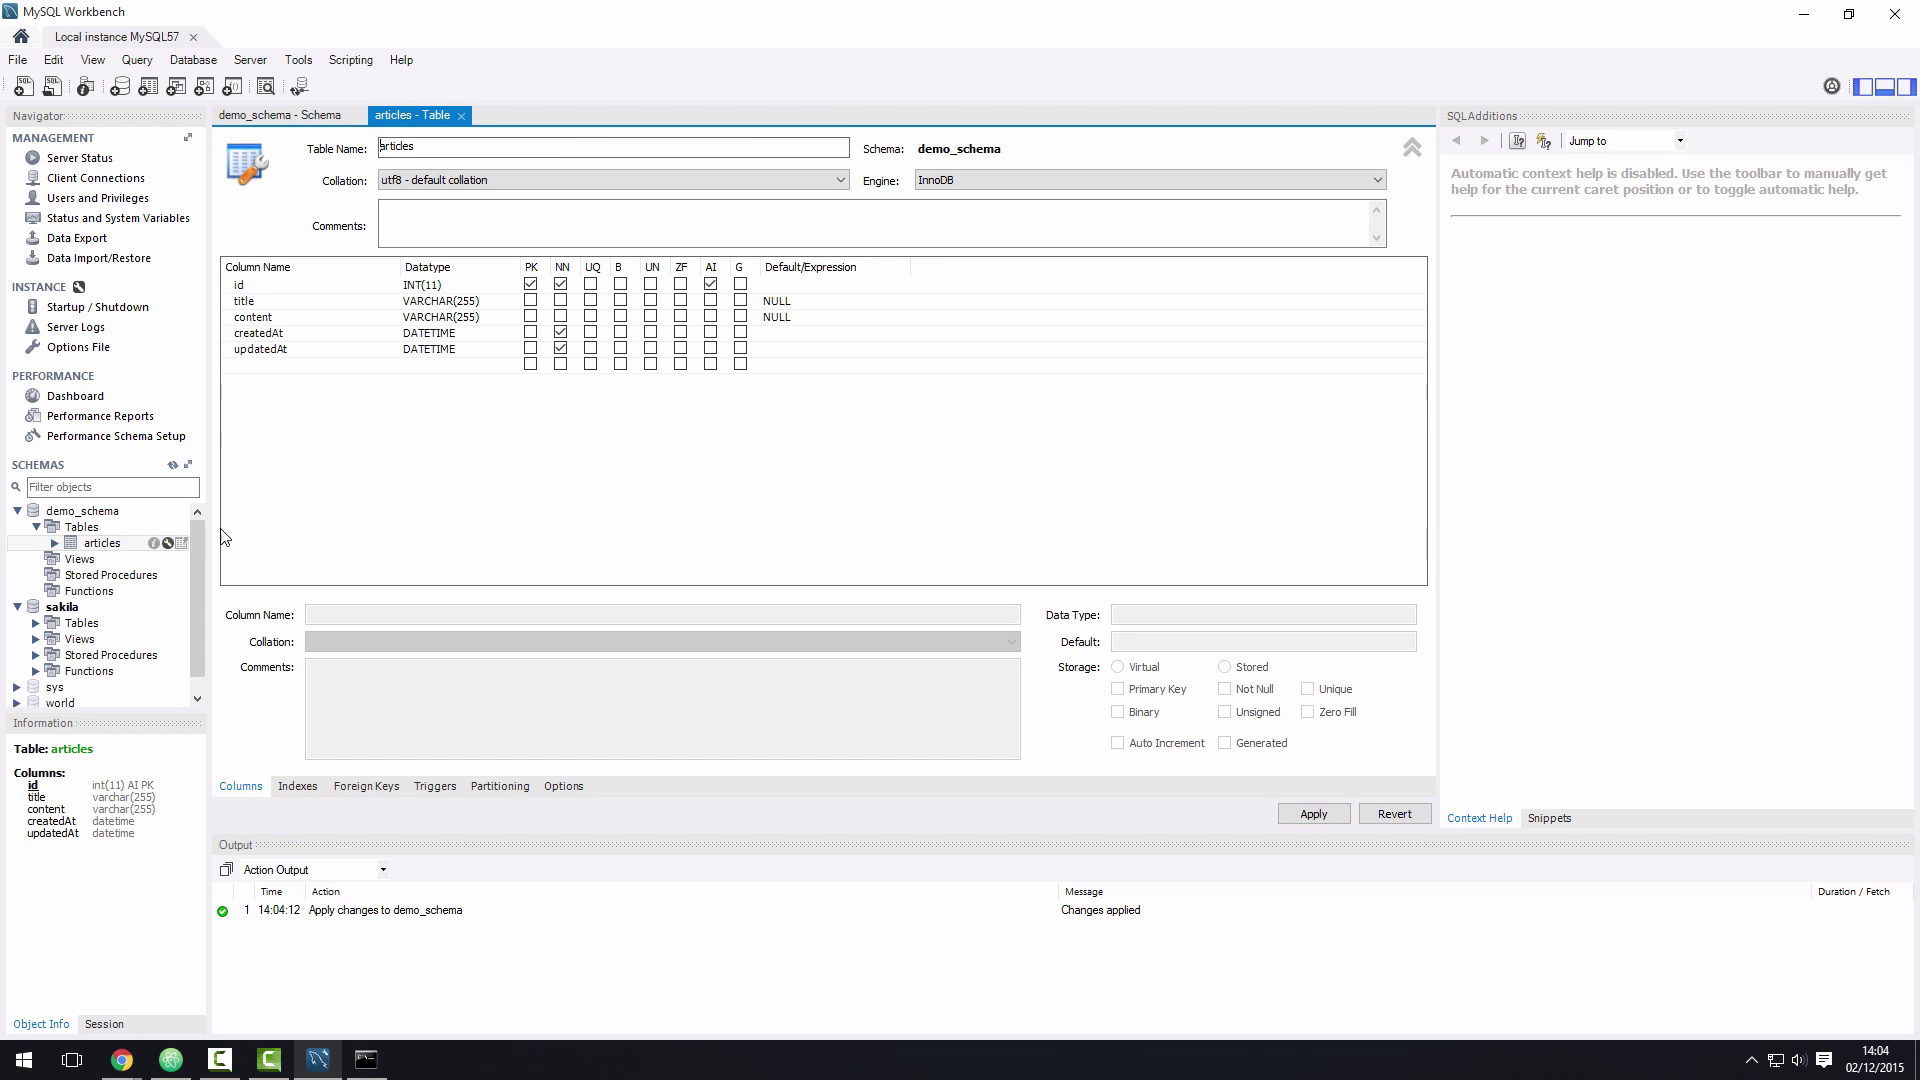 MySQL Workbench
Local instance MySQL57
File Edit View Query Database Server Tools Scripting Help
Navigator
MANAGEMENT
Server Status
Client Connections
Users and Privileges
Status and System Variables
Data Export
Data Import/Restore
INSTANCE
Startup / Shutdown
Server Logs
Options File
PERFORMANCE
Dashboard
Performance Reports
Performance Schema Setup
SCHEMAS
Filter objects
demo_schema
Tables
articles
Views
Stored Procedures
Functions
sakila
Tables
Views
Stored Procedures
Functions
sys
world
Information
Table: articles
Columns:
id int(11) AI PK
title varchar(255)
content varchar(255)
createdAt datetime
updatedAt datetime
Object Info Session
demo_schema - Schema articles - Table
Table Name: articles Schema: demo_schema
Collation: utf8 - default collation Engine: InnoDB
Comments:
Column Name Datatype PK NN UQ B UN ZF AI G Default/Expression
id INT(11)
title VARCHAR(255) NULL
content VARCHAR(255) NULL
createdAt DATETIME
updatedAt DATETIME
Column Name: Data Type:
Collation: Default:
Comments: Storage: Virtual Stored
Primary Key Not Null Unique
Binary Unsigned Zero Fill
Auto Increment Generated
Columns Indexes Foreign Keys Triggers Partitioning Options
Apply Revert
Output
Action Output
Time Action Message Duration / Fetch
1 14:04:12 Apply changes to demo_schema Changes applied
SQLAdditions
Jump to
Automatic context help is disabled. Use the toolbar to manually get
help for the current caret position or to toggle automatic help.
Context Help Snippets
14:04
02/12/2015